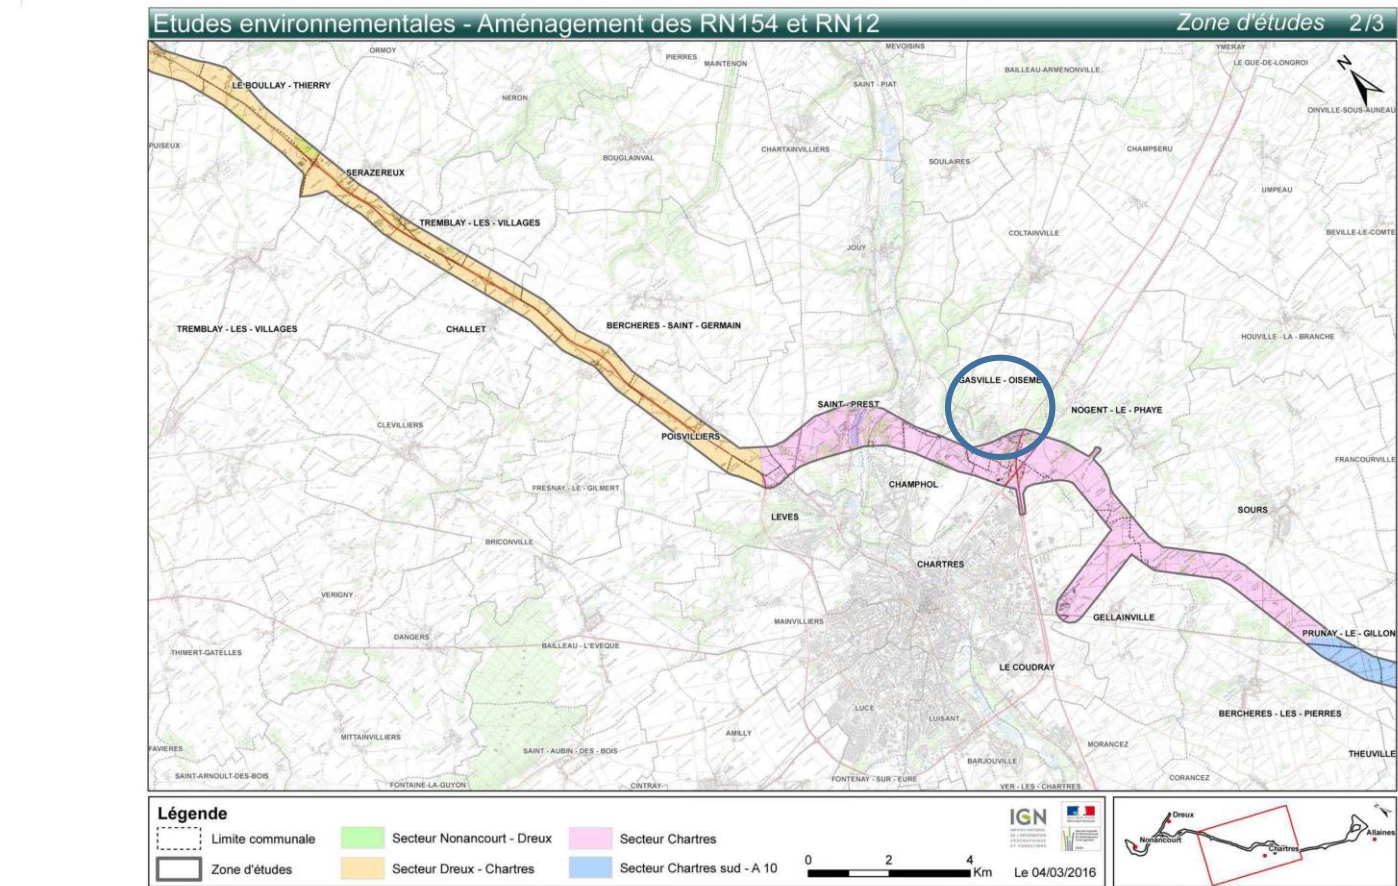 Etudes environnementales - Aménagement des RN154 et RN12
Zone d'études 2/3
ORMOY
MEVOISINS
YMERAY
PIERRES
MAINTENON
LE GUE-DE-LONGROI
BAILLEAU-ARMENONVILLE
N
LE BOULLAY - THIERRY
SAINT - PIAT
NERON
OINVILLE-SOUS-AUNEAU
PUISEUX
CHARTAINVILLIERS
CHAMPSERU
BOUGLAINVAL
SOULAIRES
SERAZEREUX
UMPEAU
TREMBLAY - LES - VILLAGES
COLTAINVILLE
BEVILLE-LE-COMTE
JOUY
TREMBLAY - LES - VILLAGES
CHALLET
BERCHERES - SAINT - GERMAIN
HOUVILLE - LA - BRANCHE
GASVILLE - OISEME
SAINT - PREST
NOGENT - LE - PHAYE
CLEVILLIERS
POISVILLIERS
FRANCOURVILLE
FRESNAY - LE - GILMERT
CHAMPHOL
SOURS
LEVES
BRICONVILLE
CHARTRES
VERIGNY
MAINVILLIERS
GELLAINVILLE
DANGERS
BAILLEAU - L'EVEQUE
PRUNAY - LE - GILLON
THIMERT-GATELLES
LE COUDRAY
LUCE
LUISANT
BERCHERES - LES - PIERRES
MITTAINVILLIERS
AMILLY
MORANCEZ
FAVIERES
SAINT - AUBIN - DES - BOIS
THEUVILLE
BARJOUVILLE
SAINT-ARNOULT-DES-BOIS
FONTENAY - SUR - EURE
CORANCEZ
FONTAINE-LA-GUYON
CINTRAY
VER - LES - CHARTRES
Légende
Limite communale
Zone d'études
Secteur Nonancourt - Dreux
Secteur Dreux - Chartres
Secteur Chartres
Secteur Chartres sud - A 10
0 2 4
Km
IGN
Le 04/03/2016
Dreux
Nonancourt
Chartres
Allaines
N